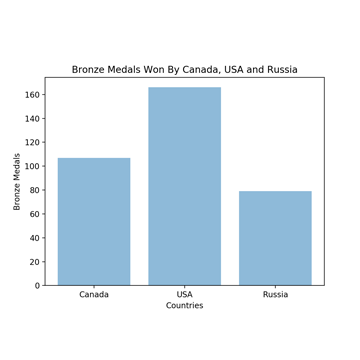 Bronze Medals Won By Canada, USA and Russia
160
140
120
100
80
60
40
20
0
Bronze Medals
Canada USA Russia
Countries